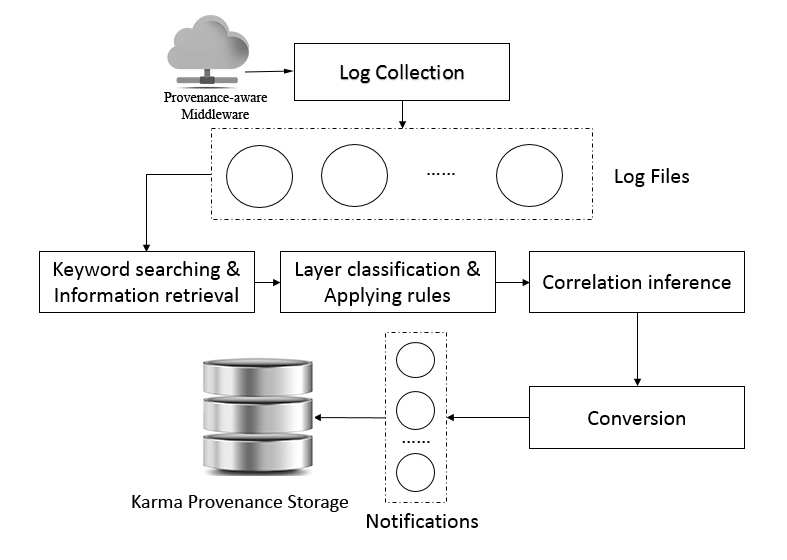 Provenance-aware
Middleware
Log Collection
......
Log Files
Keyword searching &
Information retrieval
Layer classification &
Applying rules
Correlation inference
Conversion
......
Karma Provenance Storage
Notifications